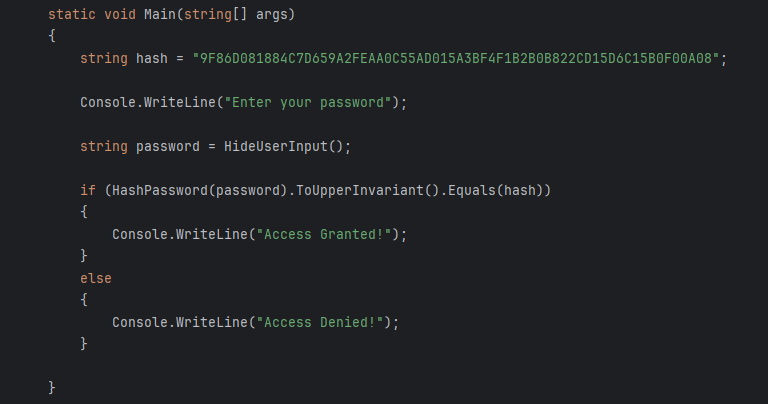 static void Main(string[] args)
{
string hash = "9F86D081884C7D659A2FEAA0C55AD015A3BF4F1B2B0B822CD15D6C15B0F00A08";
Console.WriteLine("Enter your password");
string password = HideUserInput();
if (HashPassword(password).ToUpperInvariant().Equals(hash))
{
Console.WriteLine("Access Granted!");
}
else
{
Console.WriteLine("Access Denied!");
}
}